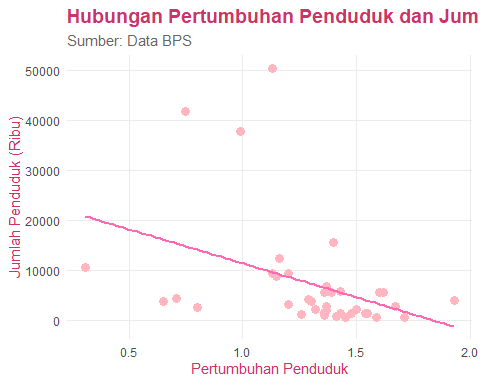 Hubungan Pertumbuhan Penduduk dan Jum
Sumber: Data BPS
50000
40000
30000
20000
10000
0
Jumlah Penduduk (Ribu)
0.5
1.0
1.5
2.0
Pertumbuhan Penduduk